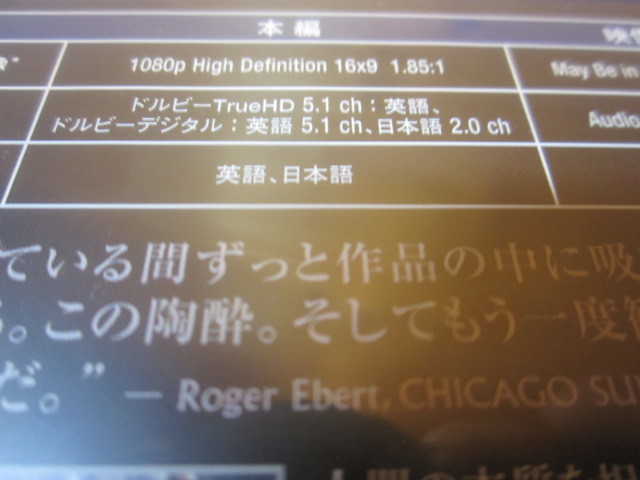 本編 映像
1080p High Definition 16x9 1.85:1 May Be in
ドルビーTrueHD 5.1 ch：英語、
ドルビーデジタル：英語 5.1 ch、日本語 2.0 ch Audio
英語、日本語
ている間ずっと作品の中に吸
る。この陶酔。そしてもう一度
だ。” — Roger Ebert, CHICAGO SU